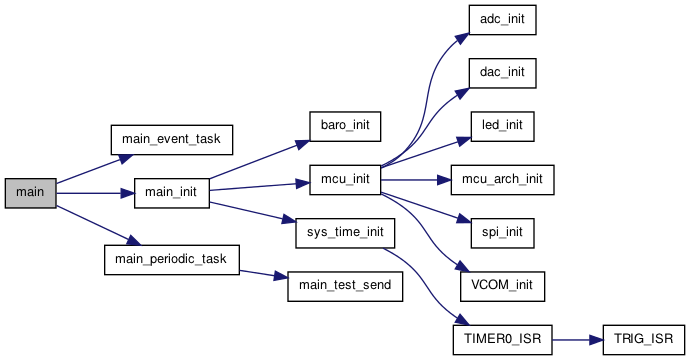 main
main_event_task
main_init
main_periodic_task
baro_init
mcu_init
sys_time_init
main_test_send
adc_init
dac_init
led_init
mcu_arch_init
spi_init
VCOM_init
TIMER0_ISR
TRIG_ISR